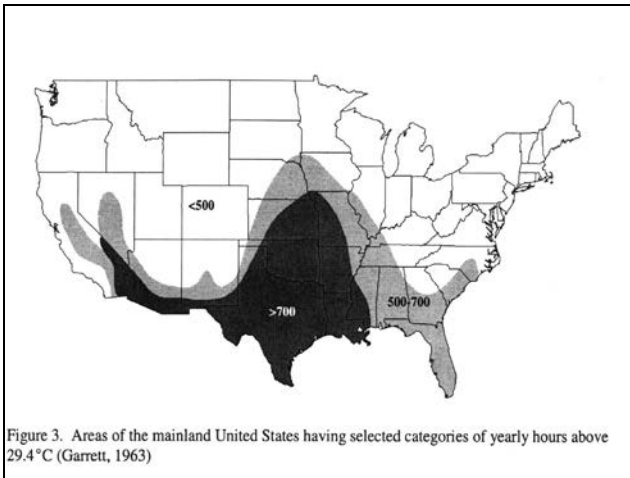 <500
>700
500-700
Figure 3. Areas of the mainland United States having selected categories of yearly hours above
29.4°C (Garrett, 1963)